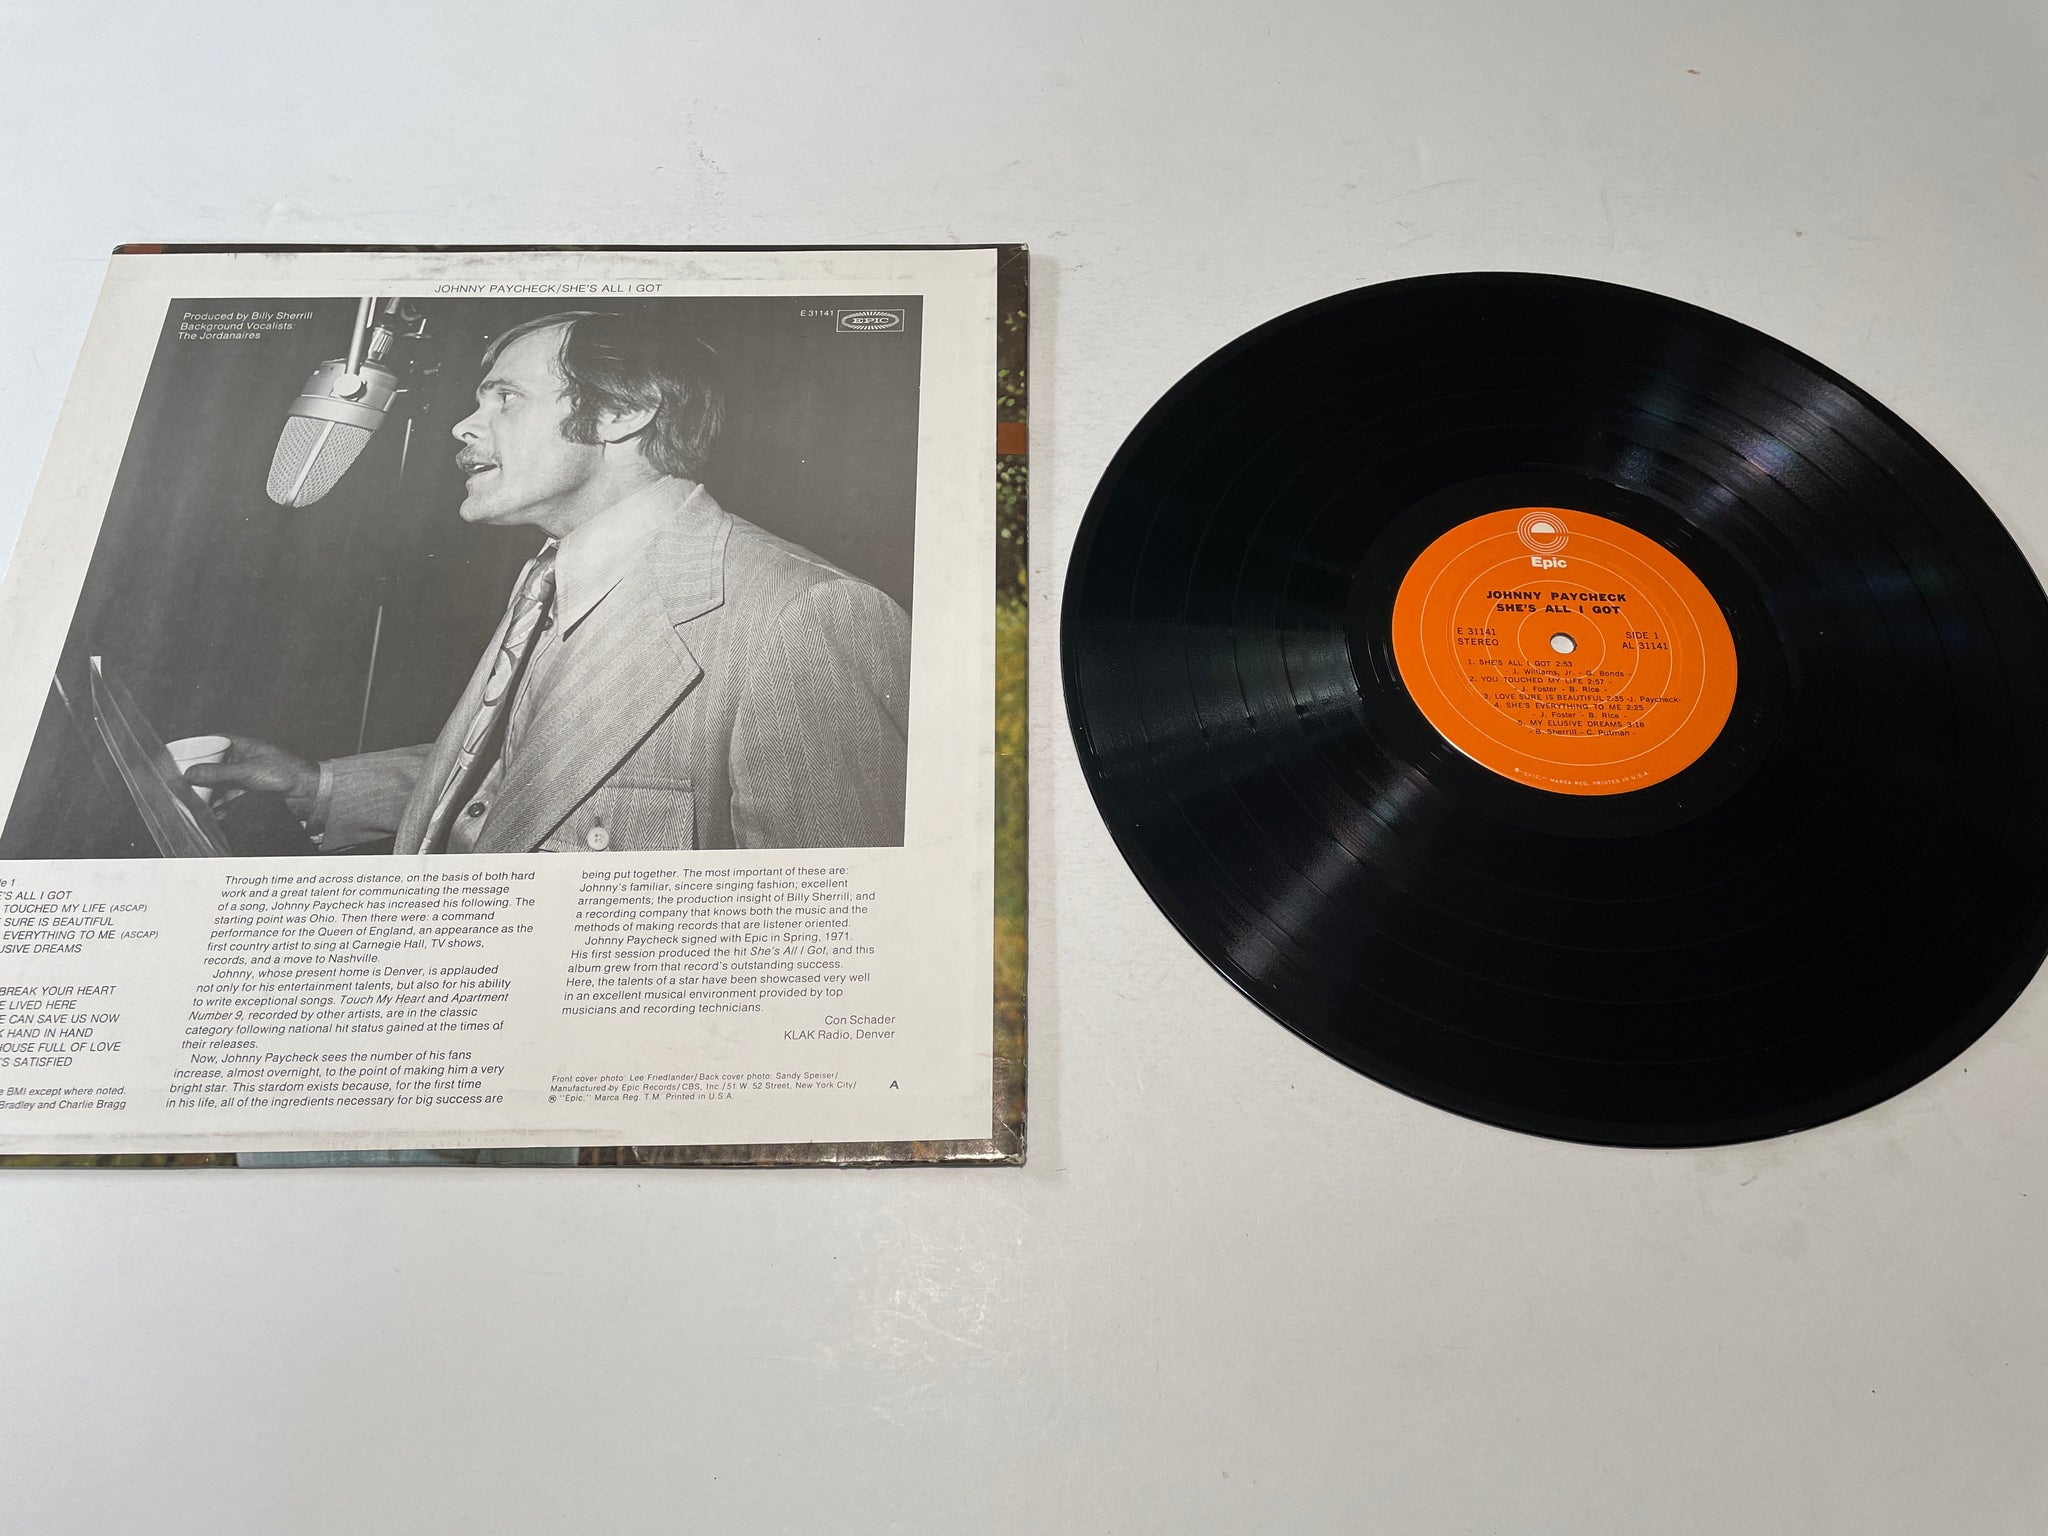 JOHNNY PAYCHECK/SHE'S ALL I GOT
Produced by Billy Sherrill
Background Vocalists:
The Jordanaires
E 31141
EPIC
1
ALL I GOT
TOUCHED MY LIFE (ASCAP)
SURE IS BEAUTIFUL
EVERYTHING TO ME (ASCAP)
DREAMS
BREAK YOUR HEART
LIVED HERE
CAN SAVE US NOW
HAND IN HAND
FULL OF LOVE
SATISFIED
BMI except where noted.
Bradley and Charlie Bragg
Through time and across distance, on the basis of both hard
work and a great talent for communicating the message
of a song, Johnny Paycheck has increased his following. The
starting point was Ohio. Then there were: a command
performance for the Queen of England, an appearance as the
first country artist to sing at Carnegie Hall, TV shows,
records, and a move to Nashville.
Johnny, whose present home is Denver, is applauded
not only for his entertainment talents, but also for his ability
to write exceptional songs. Touch My Heart and Apartment
Number 9, recorded by other artists, are in the classic
category following national hit status gained at the times of
their releases.
Now, Johnny Paycheck sees the number of his fans
increase, almost overnight, to the point of making him a very
bright star. This stardom exists because, for the first time
in his life, all of the ingredients necessary for big success are
being put together. The most important of these are:
Johnny's familiar, sincere singing fashion; excellent
arrangements; the production insight of Billy Sherrill; and
a recording company that knows both the music and the
methods of making records that are listener oriented.
Johnny Paycheck signed with Epic in Spring, 1971.
His first session produced the hit She's All I Got, and this
album grew from that record's outstanding success.
Here, the talents of a star have been showcased very well
in an excellent musical environment provided by top
musicians and recording technicians.
Con Schader
KLAK Radio, Denver
Front cover photo: Lee Friedlander/Back cover photo: Sandy Speiser/
Manufactured by Epic Records/CBS, Inc./51 W. 52 Street, New York City/
® "Epic," Marca Reg. T.M. Printed in U.S.A.
A
Epic
JOHNNY PAYCHECK
SHE'S ALL I GOT
E 31141
STEREO
SIDE 1
AL 31141
1. SHE'S ALL I GOT 2:53
- J. Williams, Jr. - G. Bonds -
2. YOU TOUCHED MY LIFE 2:57 -
- J. Foster - B. Rice -
3. LOVE SURE IS BEAUTIFUL 2:35 -J. Paycheck-
4. SHE'S EVERYTHING TO ME 2:25
- J. Foster - B. Rice -
5. MY ELUSIVE DREAMS 3:18
- B. Sherrill - C. Putman -
® "EPIC," MARCA REG. PRINTED IN U.S.A.